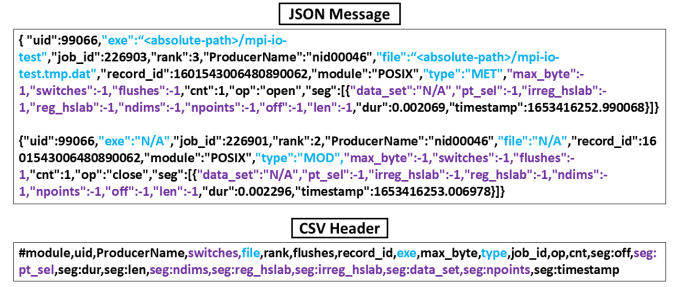 JSON Message
{ "uid":99066,"exe":“<absolute-path>/mpi-io-
test","job_id":226903,"rank":3,"ProducerName":"nid00046","file":“<absolute-path>/mpi-io-
test.tmp.dat","record_id":1601543006480890062,"module":"POSIX","type":"MET","max_byte":-
1,"switches":-1,"flushes":-1,"cnt":1,"op":"open","seg":[{"data_set":"N/A","pt_sel":-1,"irreg_hslab":-
1,"reg_hslab":-1,"ndims":-1,"npoints":-1,"off":-1,"len":-1,"dur":0.002069,"timestamp":1653416252.990068}]}
{"uid":99066,"exe":"N/A","job_id":226901,"rank":2,"ProducerName":"nid00046","file":"N/A","record_id":16
01543006480890062,"module":"POSIX","type":"MOD","max_byte":-1,"switches":-1,"flushes":-
1,"cnt":1,"op":"close","seg":[{"data_set":"N/A","pt_sel":-1,"irreg_hslab":-1,"reg_hslab":-1,"ndims":-
1,"npoints":-1,"off":-1,"len":-1,"dur":0.002296,"timestamp":1653416253.006978}]}
CSV Header
#module,uid,ProducerName,switches,file,rank,flushes,record_id,exe,max_byte,type,job_id,op,cnt,seg:off,seg:
pt_sel,seg:dur,seg:len,seg:ndims,seg:reg_hslab,seg:irreg_hslab,seg:data_set,seg:npoints,seg:timestamp